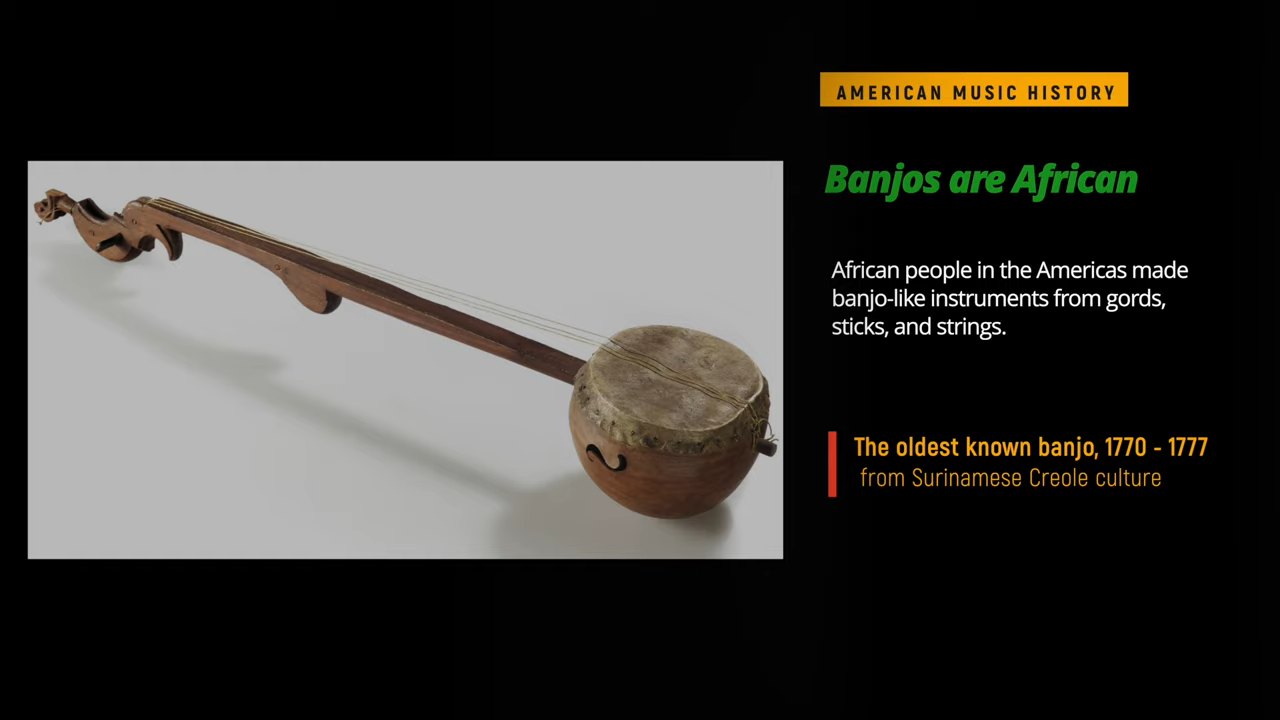 AMERICAN MUSIC HISTORY
Banjos are African
African people in the Americas made
banjo-like instruments from gords,
sticks, and strings.
The oldest known banjo, 1770 - 1777
from Surinamese Creole culture